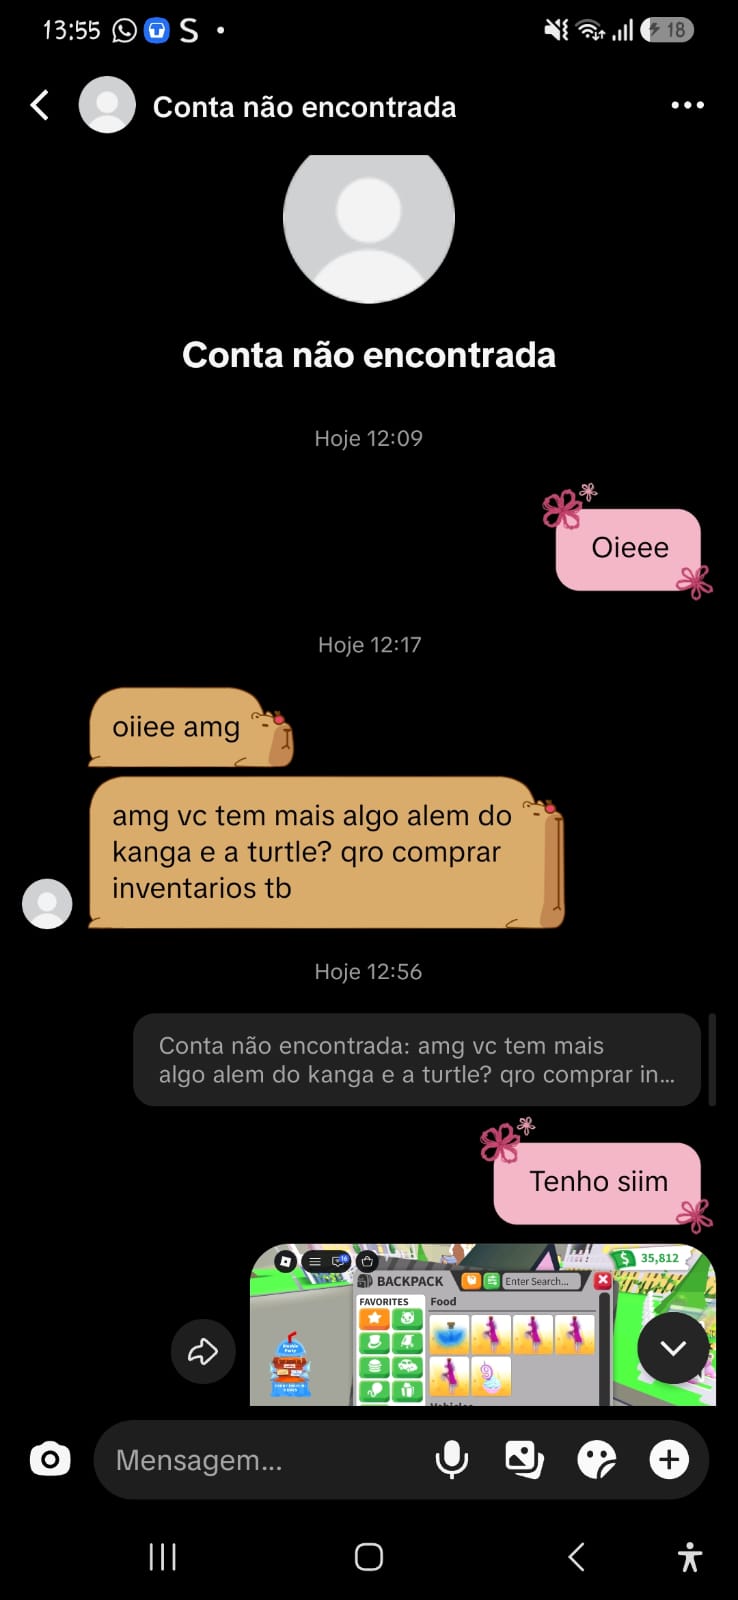 13:55
S
18
Conta não encontrada
Conta não encontrada
Hoje 12:09
Oieee
Hoje 12:17
oiiee amg
amg vc tem mais algo alem do
kanga e a turtle? qro comprar
inventarios tb
Hoje 12:56
Conta não encontrada: amg vc tem mais
algo alem do kanga e a turtle? qro comprar in...
Tenho siim
35,812
16
BACKPACK
Enter Search...
FAVORITES
Food
Mensagem...